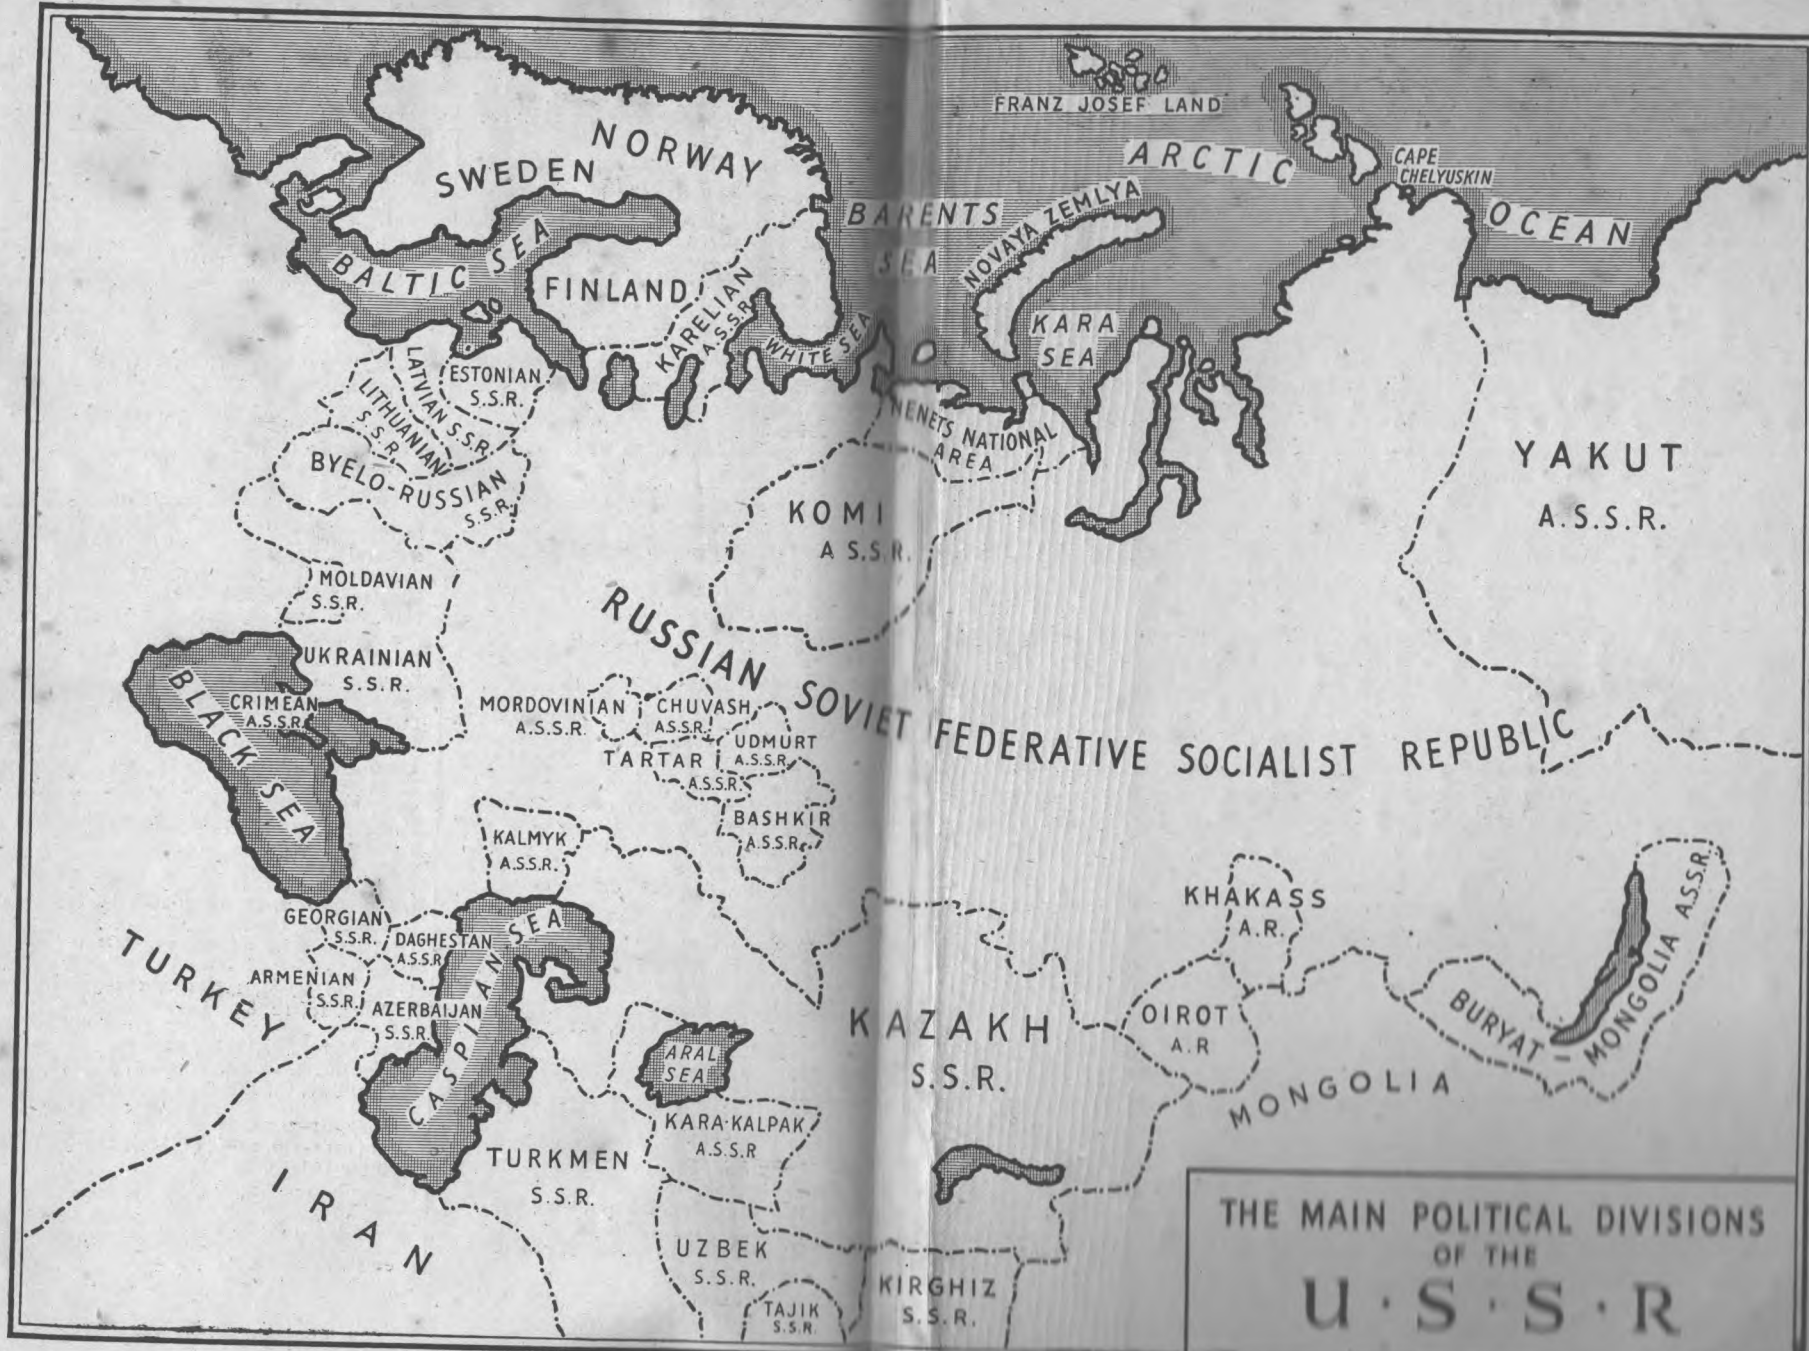 FRANZ JOSEF LAND
ARCTIC
OCEAN
CAPE
CHELYUSKIN
NORWAY
SWEDEN
BARENTS
SEA
NOVAYA ZEMLYA
BALTIC SEA
FINLAND
KARELIAN
A.S.S.R.
WHITE SEA
KARA
SEA
LATVIAN S.S.R.
ESTONIAN
S.S.R.
LITHUANIAN
S.S.R.
NENETS NATIONAL
AREA
BYELO-RUSSIAN
S.S.R.
YAKUT
A.S.S.R.
KOMI
A S.S.R.
MOLDAVIAN
S.S.R.
RUSSIAN SOVIET FEDERATIVE SOCIALIST REPUBLIC
UKRAINIAN
S.S.R.
BLACK SEA
CRIMEAN
A.S.S.R.
MORDOVINIAN
A.S.S.R.
CHUVASH
A.S.S.R.
UDMURT
A.S.S.R.
TARTAR
A.S.S.R.
BASHKIR
A.S.S.R.
KALMYK
A.S.S.R.
KHAKASS
A.R.
GEORGIAN
S.S.R.
DAGHESTAN
A.S.S.R
CASPIAN SEA
TURKEY
ARMENIAN
S.S.R.
AZERBAIJAN
S.S.R.
ARAL
SEA
KAZAKH
S.S.R.
OIROT
A.R
BURYAT-MONGOLIA A.S.S.R.
MONGOLIA
KARA-KALPAK
A.S.S.R
TURKMEN
S.S.R.
IRAN
UZBEK
S.S.R.
TAJIK
S.S.R.
KIRGHIZ
S.S.R.
THE MAIN POLITICAL DIVISIONS
OF THE
U·S·S·R